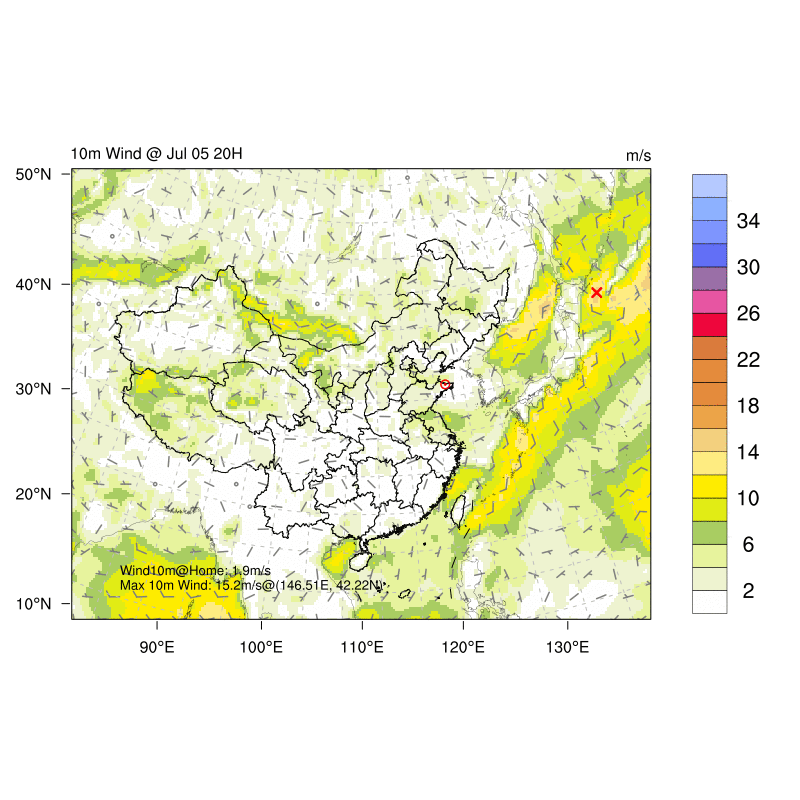 10m Wind @ Jul 05 20H
m/s
50°N
40°N
30°N
20°N
10°N
90°E
100°E
110°E
120°E
130°E
34
30
26
22
18
14
10
6
2
Wind10m@Home: 1.9m/s
Max 10m Wind: 15.2m/s@(146.51E, 42.22N)